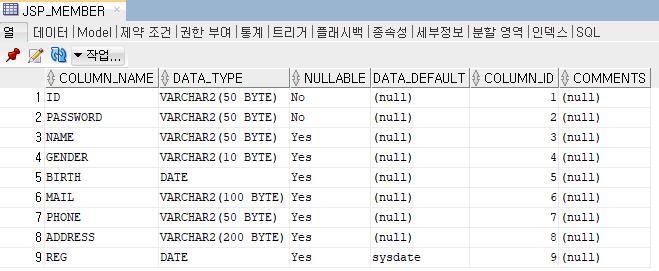 JSP_MEMBER
열 데이터 Model 제약 조건 권한 부여 통계 트리거 플래시백 종속성 세부정보 분할 영역 인덱스 SQL
작업...
COLUMN_NAME DATA_TYPE NULLABLE DATA_DEFAULT COLUMN_ID COMMENTS
1 ID VARCHAR2(50 BYTE) No (null) 1 (null)
2 PASSWORD VARCHAR2(50 BYTE) No (null) 2 (null)
3 NAME VARCHAR2(50 BYTE) Yes (null) 3 (null)
4 GENDER VARCHAR2(10 BYTE) Yes (null) 4 (null)
5 BIRTH DATE Yes (null) 5 (null)
6 MAIL VARCHAR2(100 BYTE) Yes (null) 6 (null)
7 PHONE VARCHAR2(50 BYTE) Yes (null) 7 (null)
8 ADDRESS VARCHAR2(200 BYTE) Yes (null) 8 (null)
9 REG DATE Yes sysdate 9 (null)